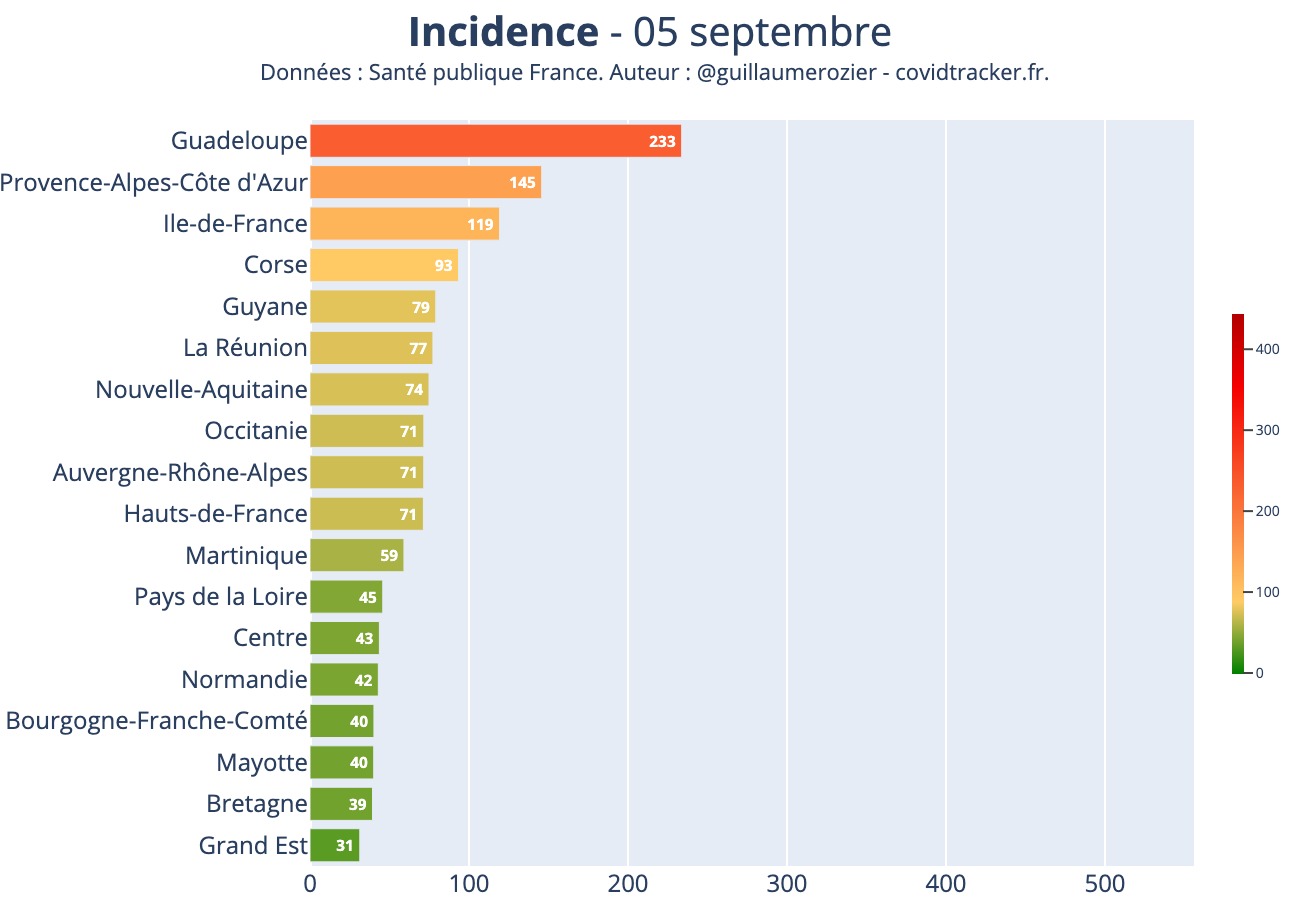 Incidence - 05 septembre
Données : Santé publique France. Auteur : @guillaumerozier - covidtracker.fr.
Guadeloupe 233
Provence-Alpes-Côte d'Azur 145
Ile-de-France 119
Corse 93
Guyane 79
La Réunion 77
Nouvelle-Aquitaine 74
Occitanie 71
Auvergne-Rhône-Alpes 71
Hauts-de-France 71
Martinique 59
Pays de la Loire 45
Centre 43
Normandie 42
Bourgogne-Franche-Comté 40
Mayotte 40
Bretagne 39
Grand Est 31
0 100 200 300 400 500
400
300
200
100
0